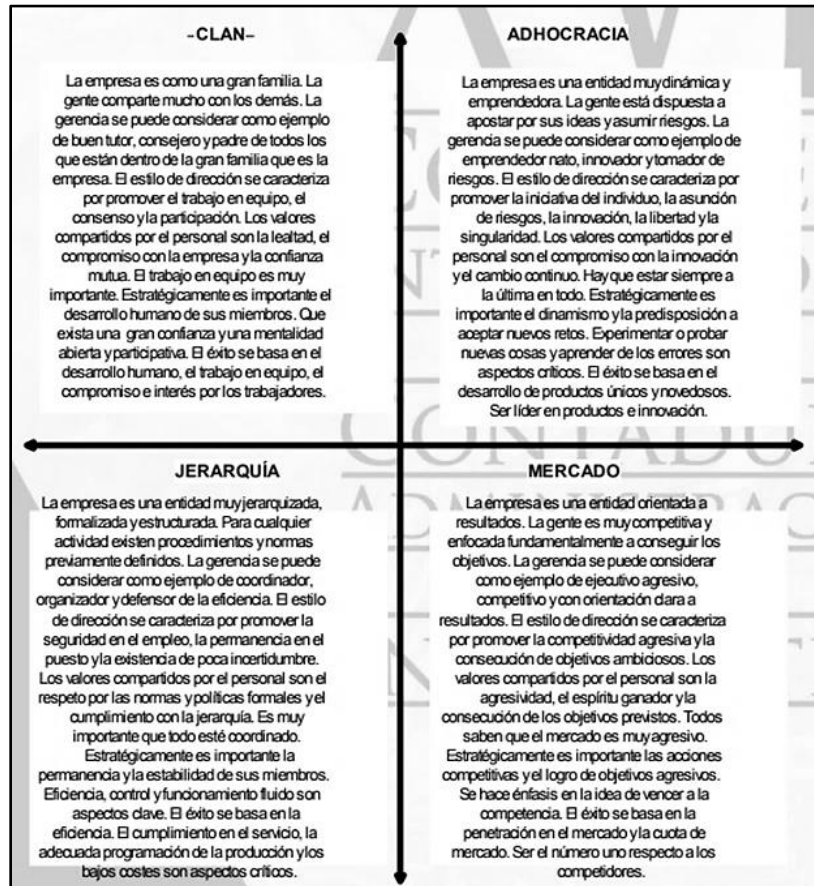 -CLAN-
La empresa es como una gran familia. La
gente comparte mucho con los demás. La
gerencia se puede considerar como ejemplo
de buen tutor, consejero y padre de todos los
que están dentro de la gran familia que es la
empresa. El estilo de dirección se caracteriza
por promover el trabajo en equipo, el
consenso y la participación. Los valores
compartidos por el personal son la lealtad, el
compromiso con la empresa y la confianza
mutua. El trabajo en equipo es muy
importante. Estratégicamente es importante el
desarrollo humano de sus miembros. Que
exista una gran confianza y una mentalidad
abierta y participativa. El éxito se basa en el
desarrollo humano, el trabajo en equipo, el
compromiso e interés por los trabajadores.
ADHOCRACIA
La empresa es una entidad muy dinámica y
emprendedora. La gente está dispuesta a
apostar por sus ideas y asumir riesgos. La
gerencia se puede considerar como ejemplo de
emprendedor nato, innovador y tomador de
riesgos. El estilo de dirección se caracteriza por
promover la iniciativa del individuo, la asunción
de riesgos, la innovación, la libertad y la
singularidad. Los valores compartidos por el
personal son el compromiso con la innovación
y el cambio continuo. Hay que estar siempre a
la última en todo. Estratégicamente es
importante el dinamismo y la predisposición a
aceptar nuevos retos. Experimentar o probar
nuevas cosas y aprender de los errores son
aspectos críticos. El éxito se basa en el
desarrollo de productos únicos y novedosos.
Ser líder en productos e innovación.
JERARQUÍA
La empresa es una entidad muy jerarquizada,
formalizada y estructurada. Para cualquier
actividad existen procedimientos y normas
previamente definidos. La gerencia se puede
considerar como ejemplo de coordinador,
organizador y defensor de la eficiencia. El estilo
de dirección se caracteriza por promover la
seguridad en el empleo, la permanencia en el
puesto y la existencia de poca incertidumbre.
Los valores compartidos por el personal son el
respeto por las normas y políticas formales y el
cumplimiento con la jerarquía. Es muy
importante que todo esté coordinado.
Estratégicamente es importante la
permanencia y la estabilidad de sus miembros.
Eficiencia, control y funcionamiento fluido son
aspectos clave. El éxito se basa en la
eficiencia. El cumplimiento en el servicio, la
adecuada programación de la producción y los
bajos costes son aspectos críticos.
MERCADO
La empresa es una entidad orientada a
resultados. La gente es muy competitiva y
enfocada fundamentalmente a conseguir los
objetivos. La gerencia se puede considerar
como ejemplo de ejecutivo agresivo,
competitivo y con orientación clara a
resultados. El estilo de dirección se caracteriza
por promover la competitividad agresiva y la
consecución de objetivos ambiciosos. Los
valores compartidos por el personal son la
agresividad, el espíritu ganador y la
consecución de los objetivos previstos. Todos
saben que el mercado es muy agresivo.
Estratégicamente es importante las acciones
competitivas y el logro de objetivos agresivos.
Se hace énfasis en la idea de vencer a la
competencia. El éxito se basa en la
penetración en el mercado y la cuota de
mercado. Ser el número uno respecto a los
competidores.